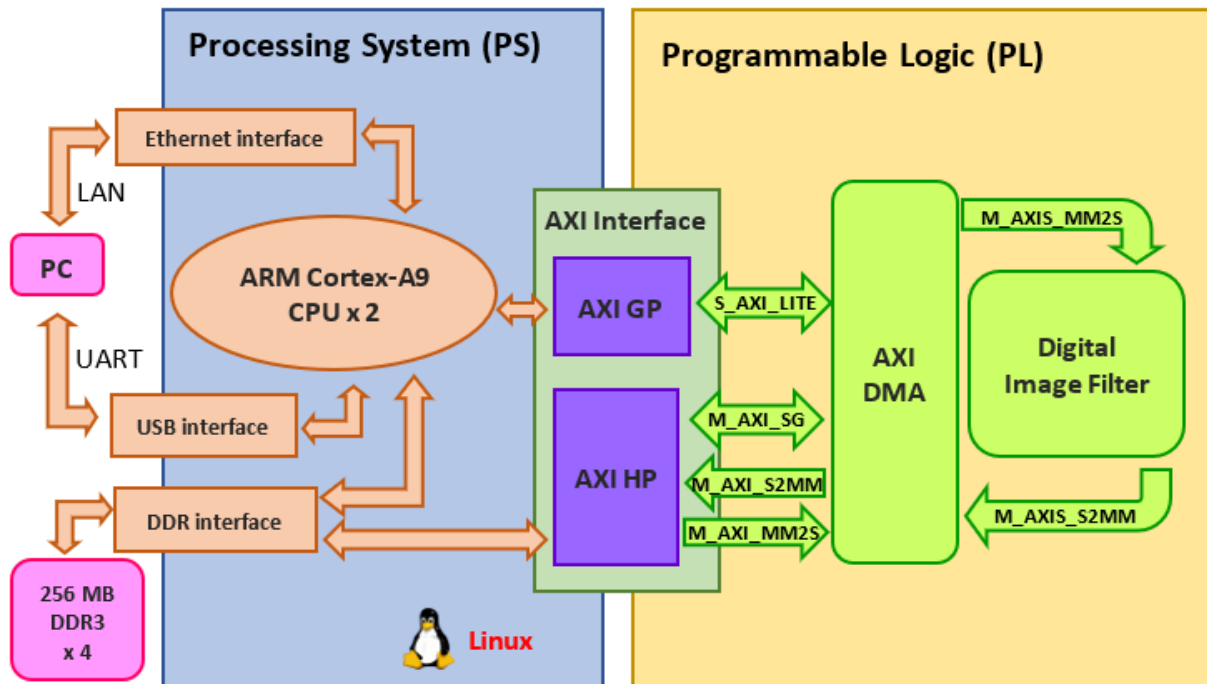 Processing System (PS)
Programmable Logic (PL)
Ethernet interface
LAN
PC
UART
USB interface
DDR interface
256 MB
DDR3
x 4
ARM Cortex-A9
CPU x 2
Linux
AXI Interface
AXI GP
AXI HP
S_AXI_LITE
M_AXI_SG
M_AXI_S2MM
M_AXI_MM2S
AXI
DMA
M_AXIS_MM2S
Digital
Image Filter
M_AXIS_S2MM